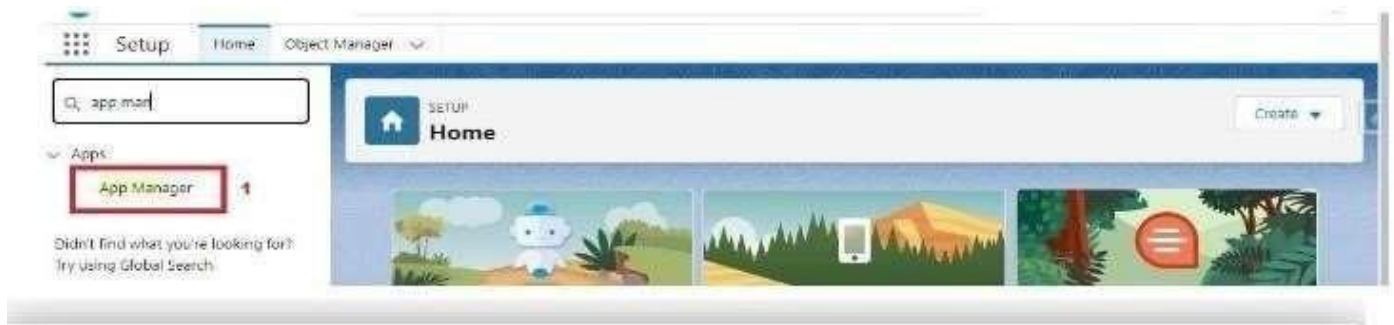 Setup Home Object Manager
app man
SETUP
Home
Create
Apps
App Manager 1
Didn't find what you're looking for?
Try using Global Search